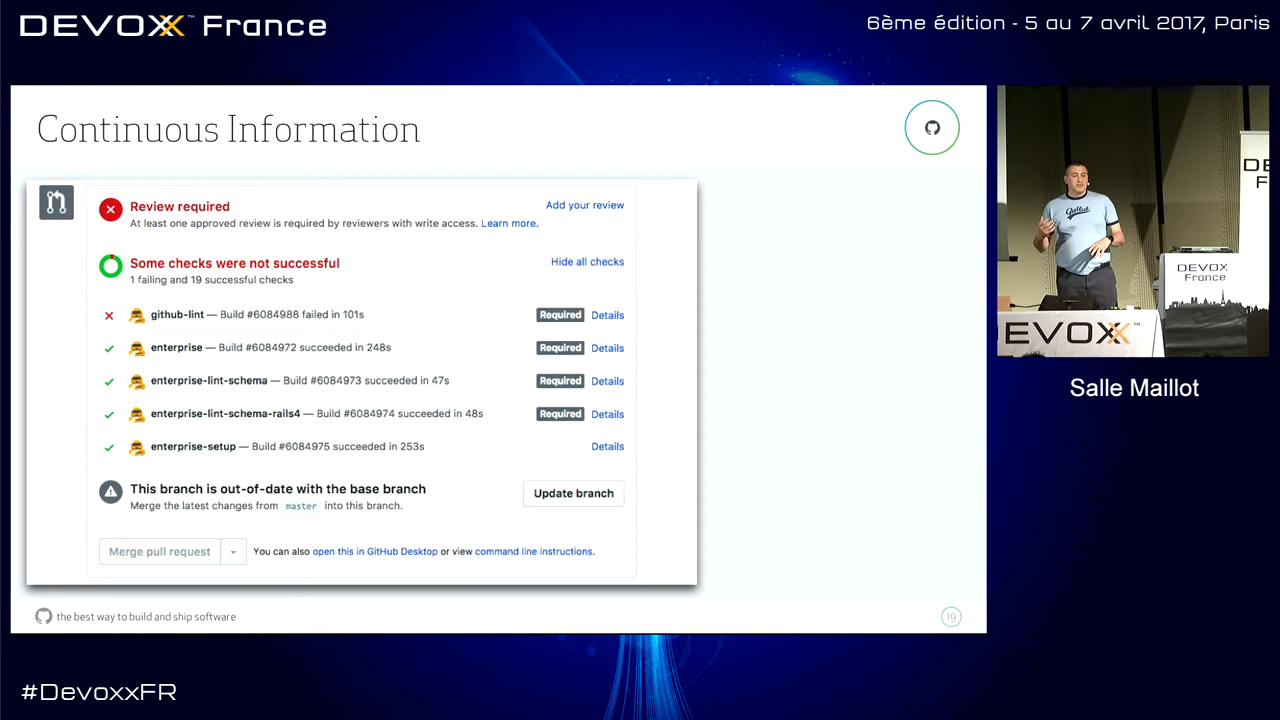 DEVOXX™ France
6ème édition - 5 au 7 avril 2017, Paris
Continuous Information
Review required
Add your review
At least one approved review is required by reviewers with write access. Learn more.
Some checks were not successful
Hide all checks
1 failing and 19 successful checks
github-lint — Build #6084988 failed in 101s
Required Details
enterprise — Build #6084972 succeeded in 248s
Required Details
enterprise-lint-schema — Build #6084973 succeeded in 47s
Required Details
enterprise-lint-schema-rails4 — Build #6084974 succeeded in 48s
Required Details
enterprise-setup — Build #6084975 succeeded in 253s
Details
This branch is out-of-date with the base branch
Update branch
Merge the latest changes from master into this branch.
Merge pull request
You can also open this in GitHub Desktop or view command line instructions.
the best way to build and ship software
19
GitHub
DE
F
DEVOXX
France
EVOXX™
Salle Maillot
#DevoxxFR